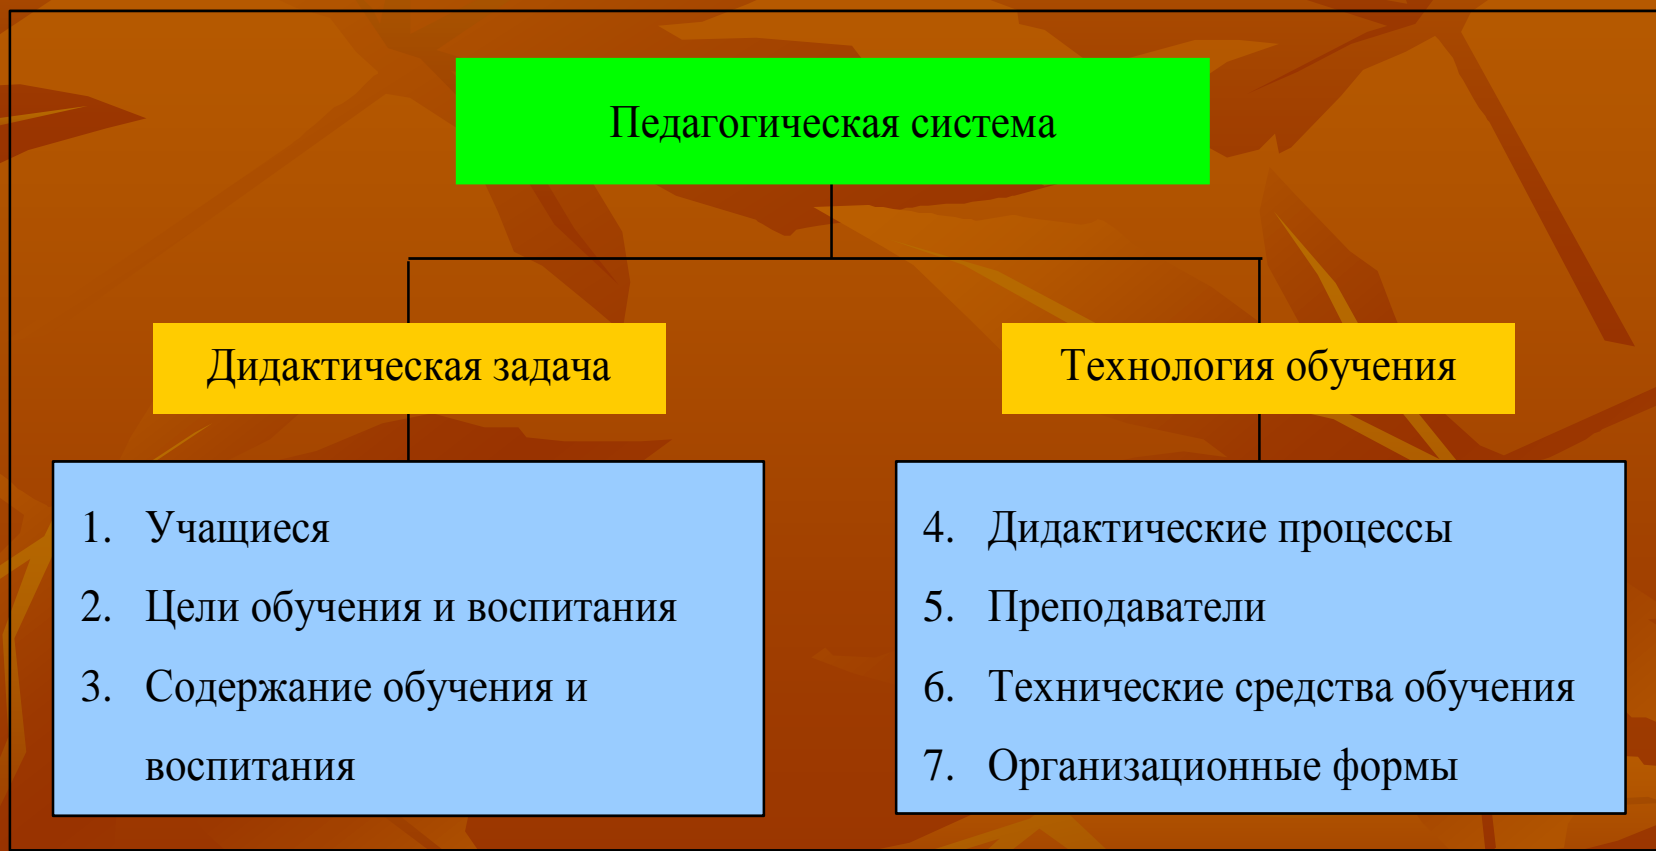 Педагогическая система
Дидактическая задача
Технология обучения
1. Учащиеся
2. Цели обучения и воспитания
3. Содержание обучения и
воспитания
4. Дидактические процессы
5. Преподаватели
6. Технические средства обучения
7. Организационные формы